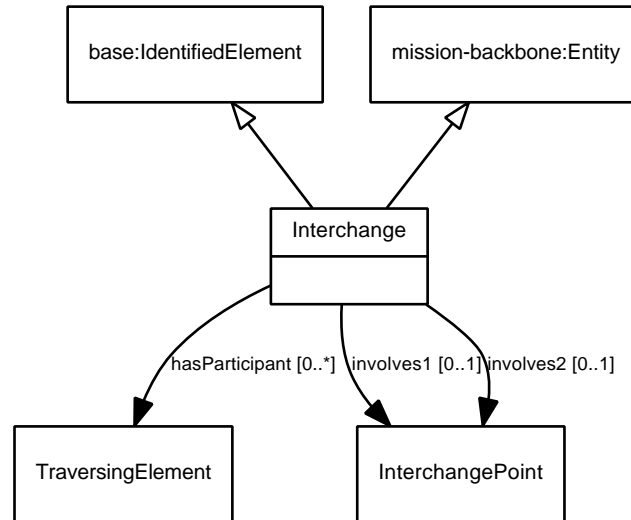 base:IdentifiedElement
mission-backbone:Entity
Interchange
hasParticipant [0..*]
involves1 [0..1]
involves2 [0..1]
TraversingElement
InterchangePoint